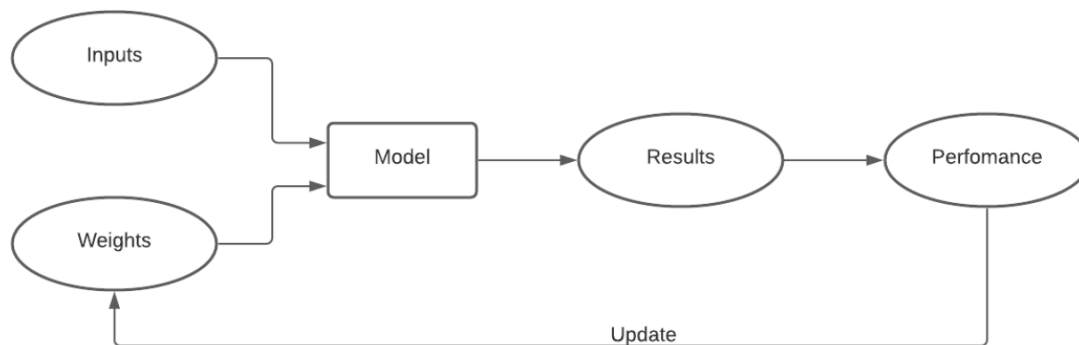 Inputs
Model
Results
Perfomance
Weights
Update